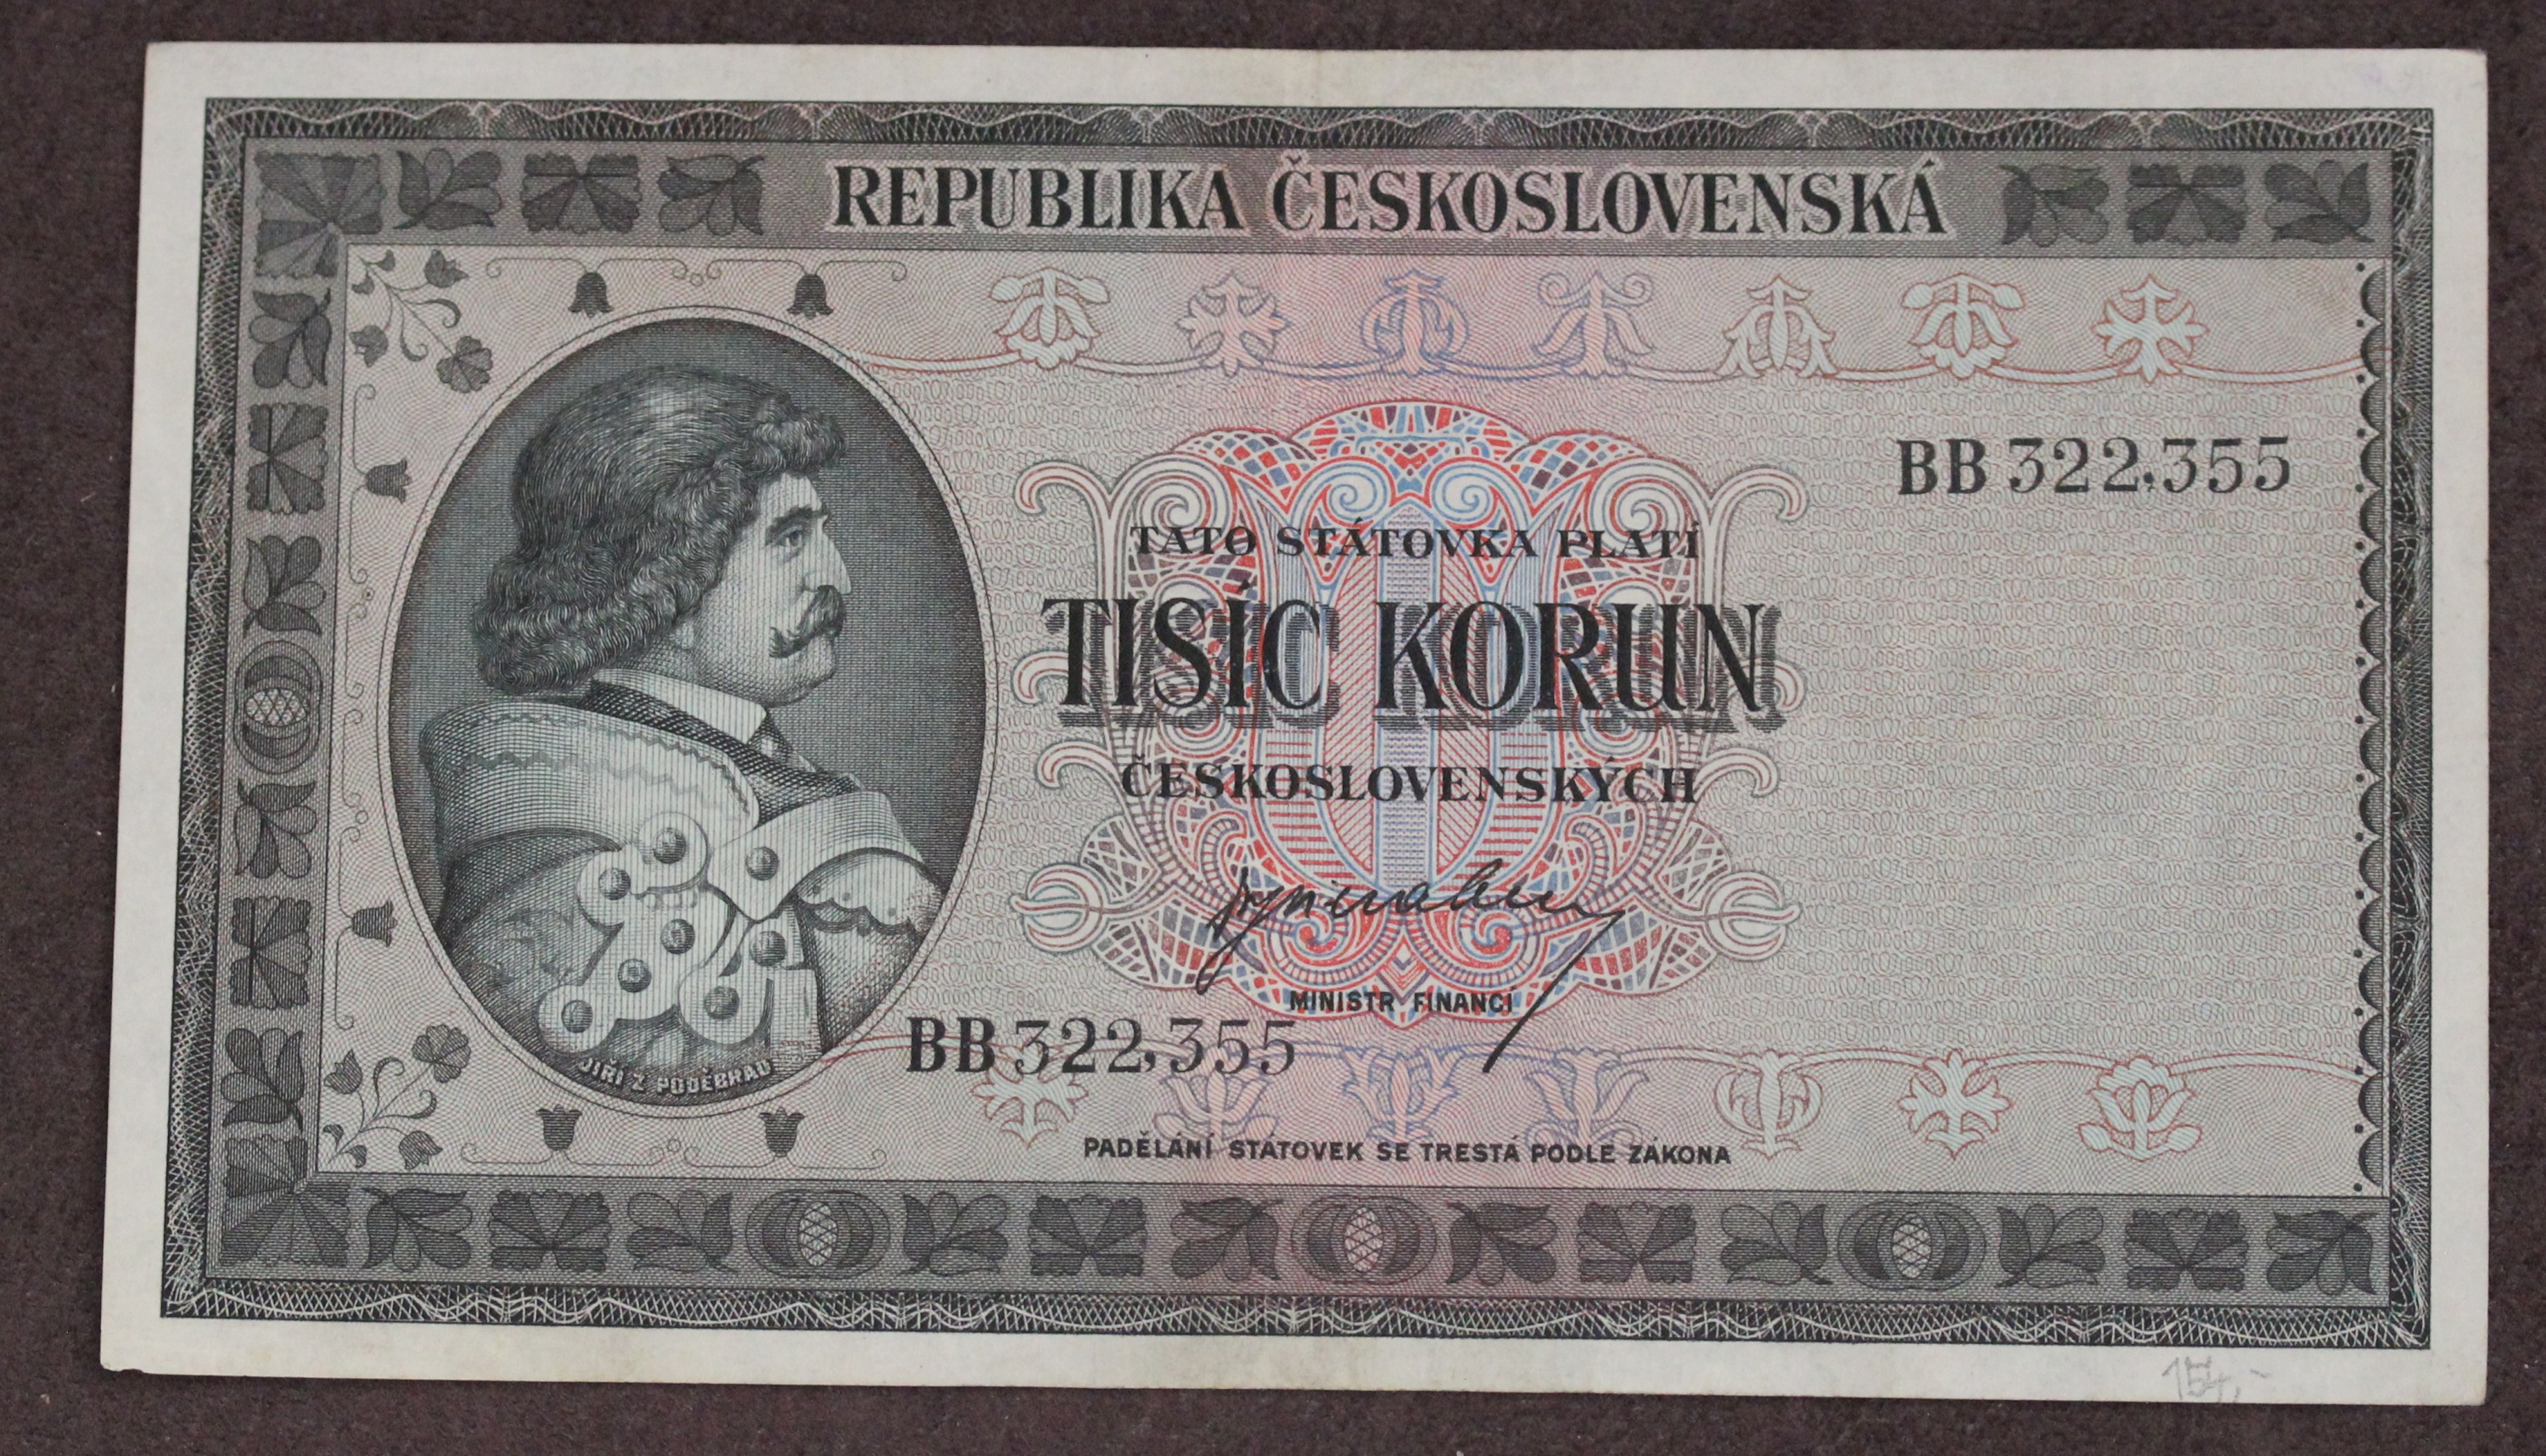 REPUBLIKA ČESKOSLOVENSKÁ
BB 322,355
TATO STÁTOVKA PLATÍ
TISÍC KORUN
ČESKOSLOVENSKÝCH
MINISTR FINANCÍ
BB 322,355
JIŘÍ Z PODĚBRAD
PADĚLÁNÍ STÁTOVEK SE TRESTÁ PODLE ZÁKONA
154,-